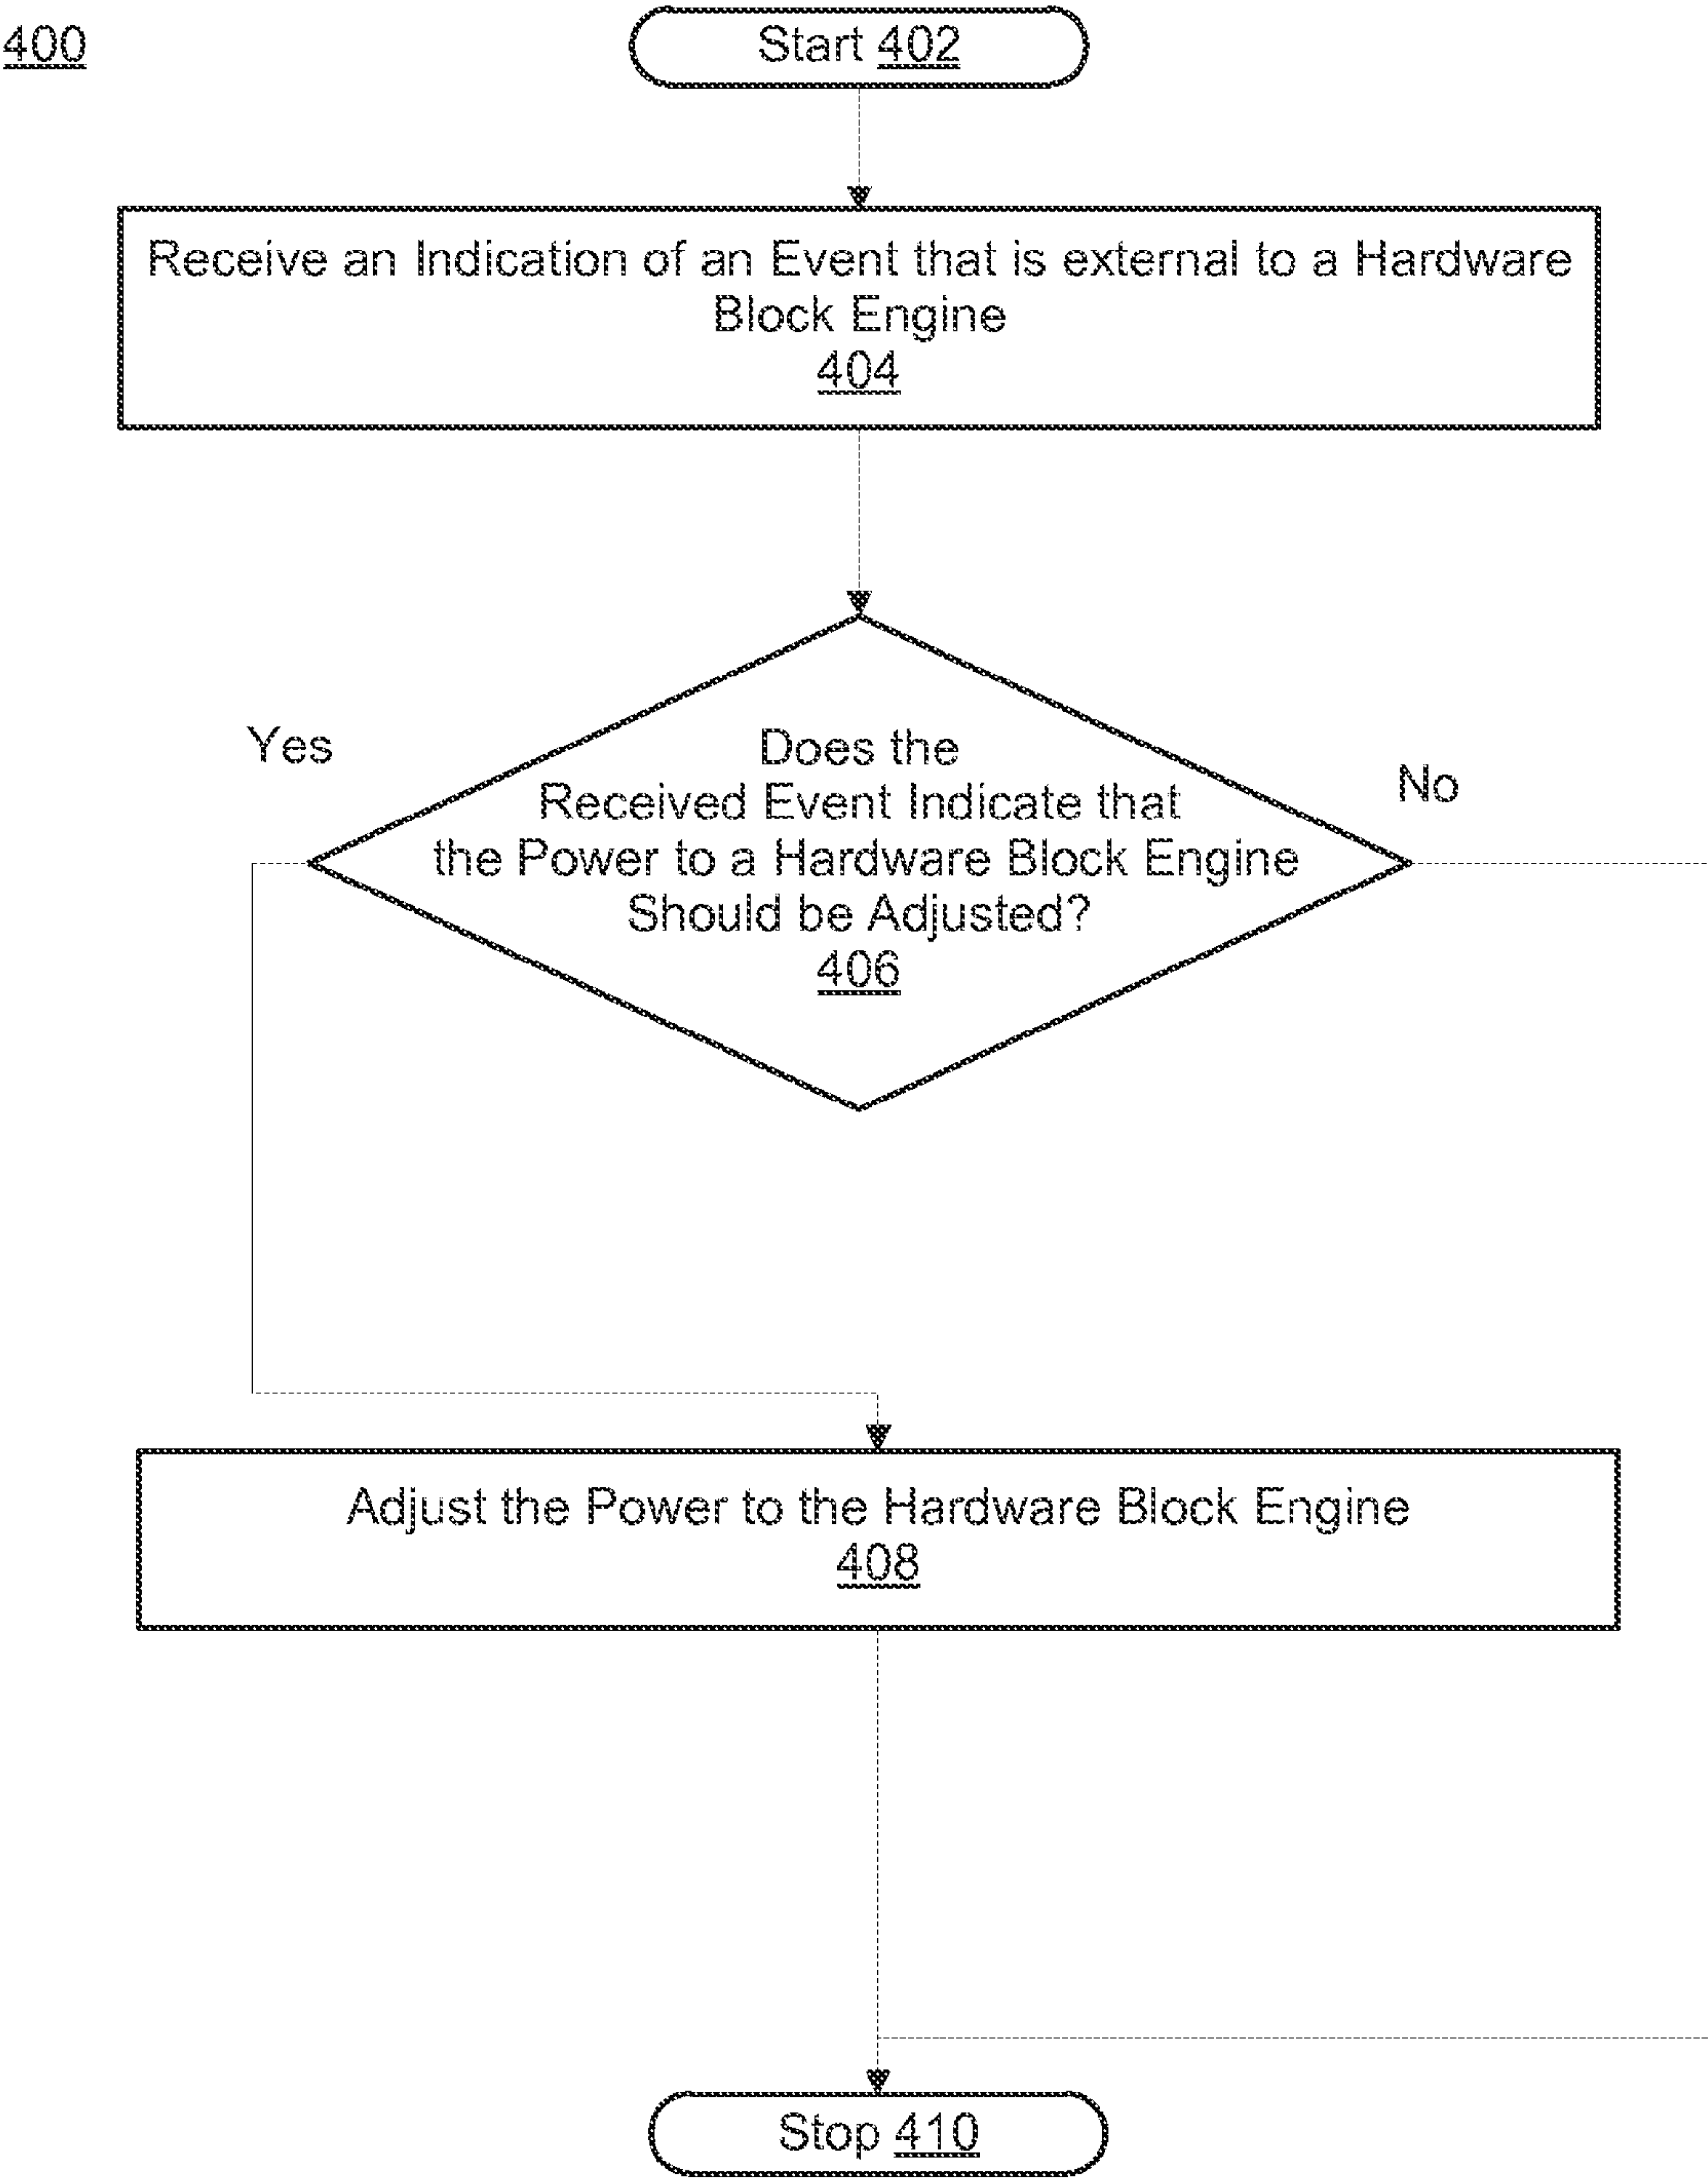 400
Start 402
Receive an Indication of an Event that is external to a Hardware
Block Engine
404
Yes
No
Does the
Received Event Indicate that
the Power to a Hardware Block Engine
Should be Adjusted?
406
Adjust the Power to the Hardware Block Engine
408
Stop 410